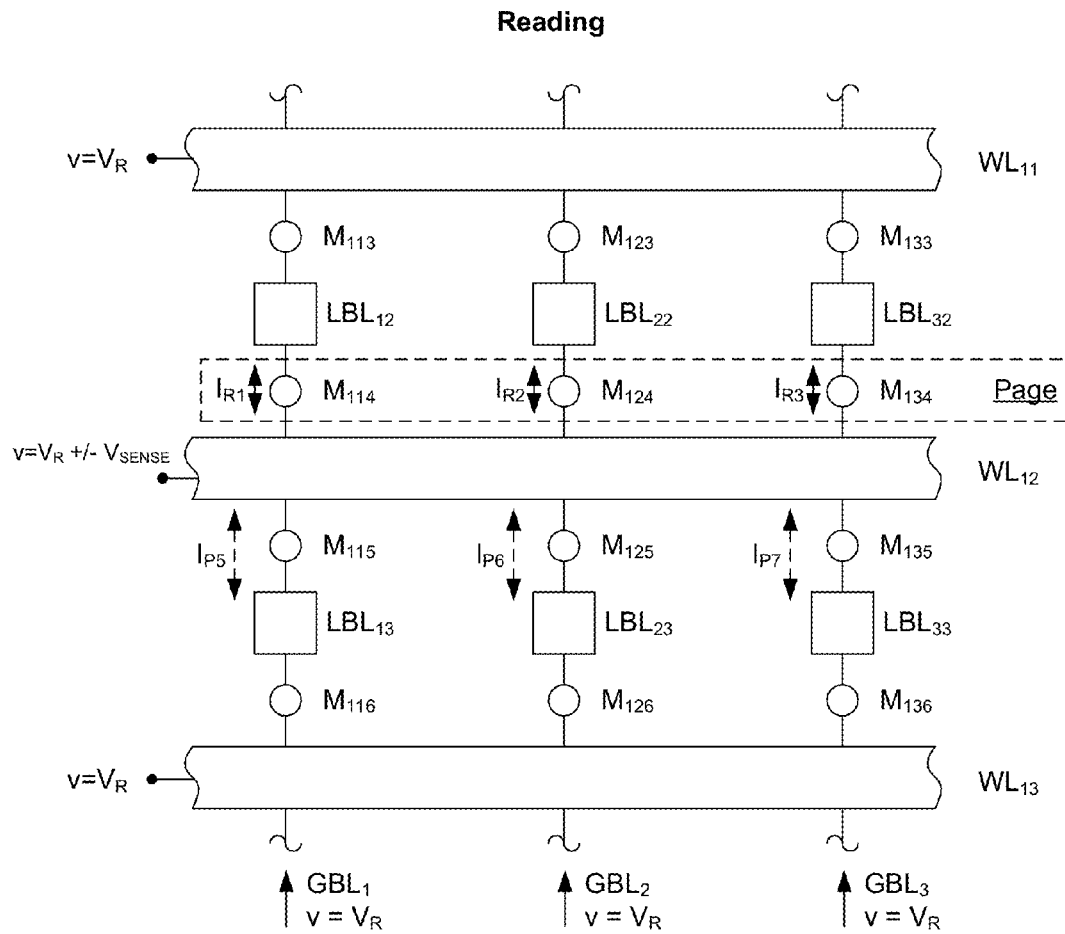 Reading
v=V_R WL_11
M_113 M_123 M_133
LBL_12 LBL_22 LBL_32
I_R1 M_114 I_R2 M_124 I_R3 M_134 Page
v=V_R +/- V_SENSE WL_12
I_P5 M_115 I_P6 M_125 I_P7 M_135
LBL_13 LBL_23 LBL_33
M_116 M_126 M_136
v=V_R WL_13
GBL_1 GBL_2 GBL_3
v = V_R v = V_R v = V_R